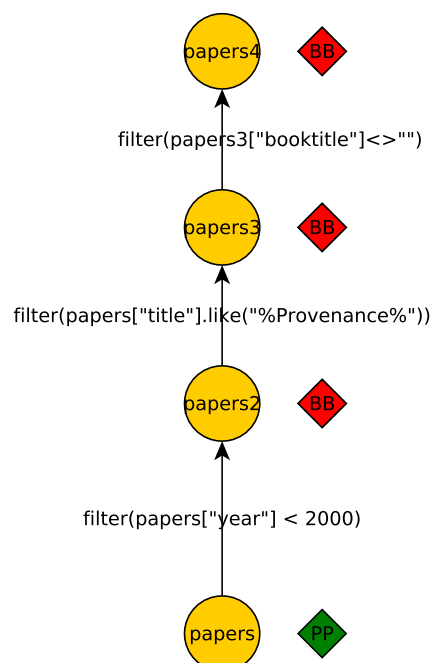 papers4 BB
filter(papers3["booktitle"]<>"")
papers3 BB
filter(papers["title"].like("%Provenance%"))
papers2 BB
filter(papers["year"] < 2000)
papers PP